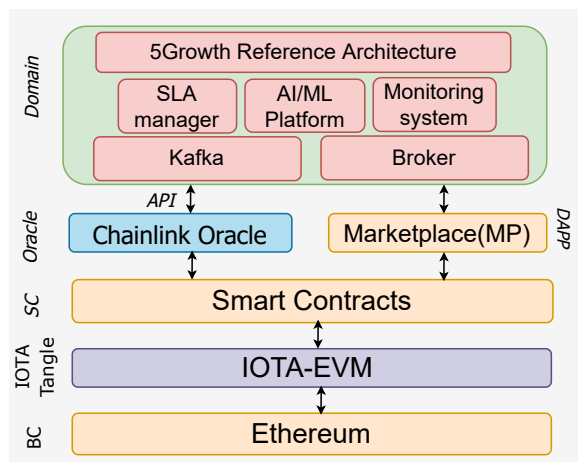 Domain
5Growth Reference Architecture
SLA
manager
AI/ML
Platform
Monitoring
system
Kafka
Broker
API
Oracle
Chainlink Oracle
Marketplace(MP)
DAPP
SC
Smart Contracts
IOTA
Tangle
IOTA-EVM
BC
Ethereum